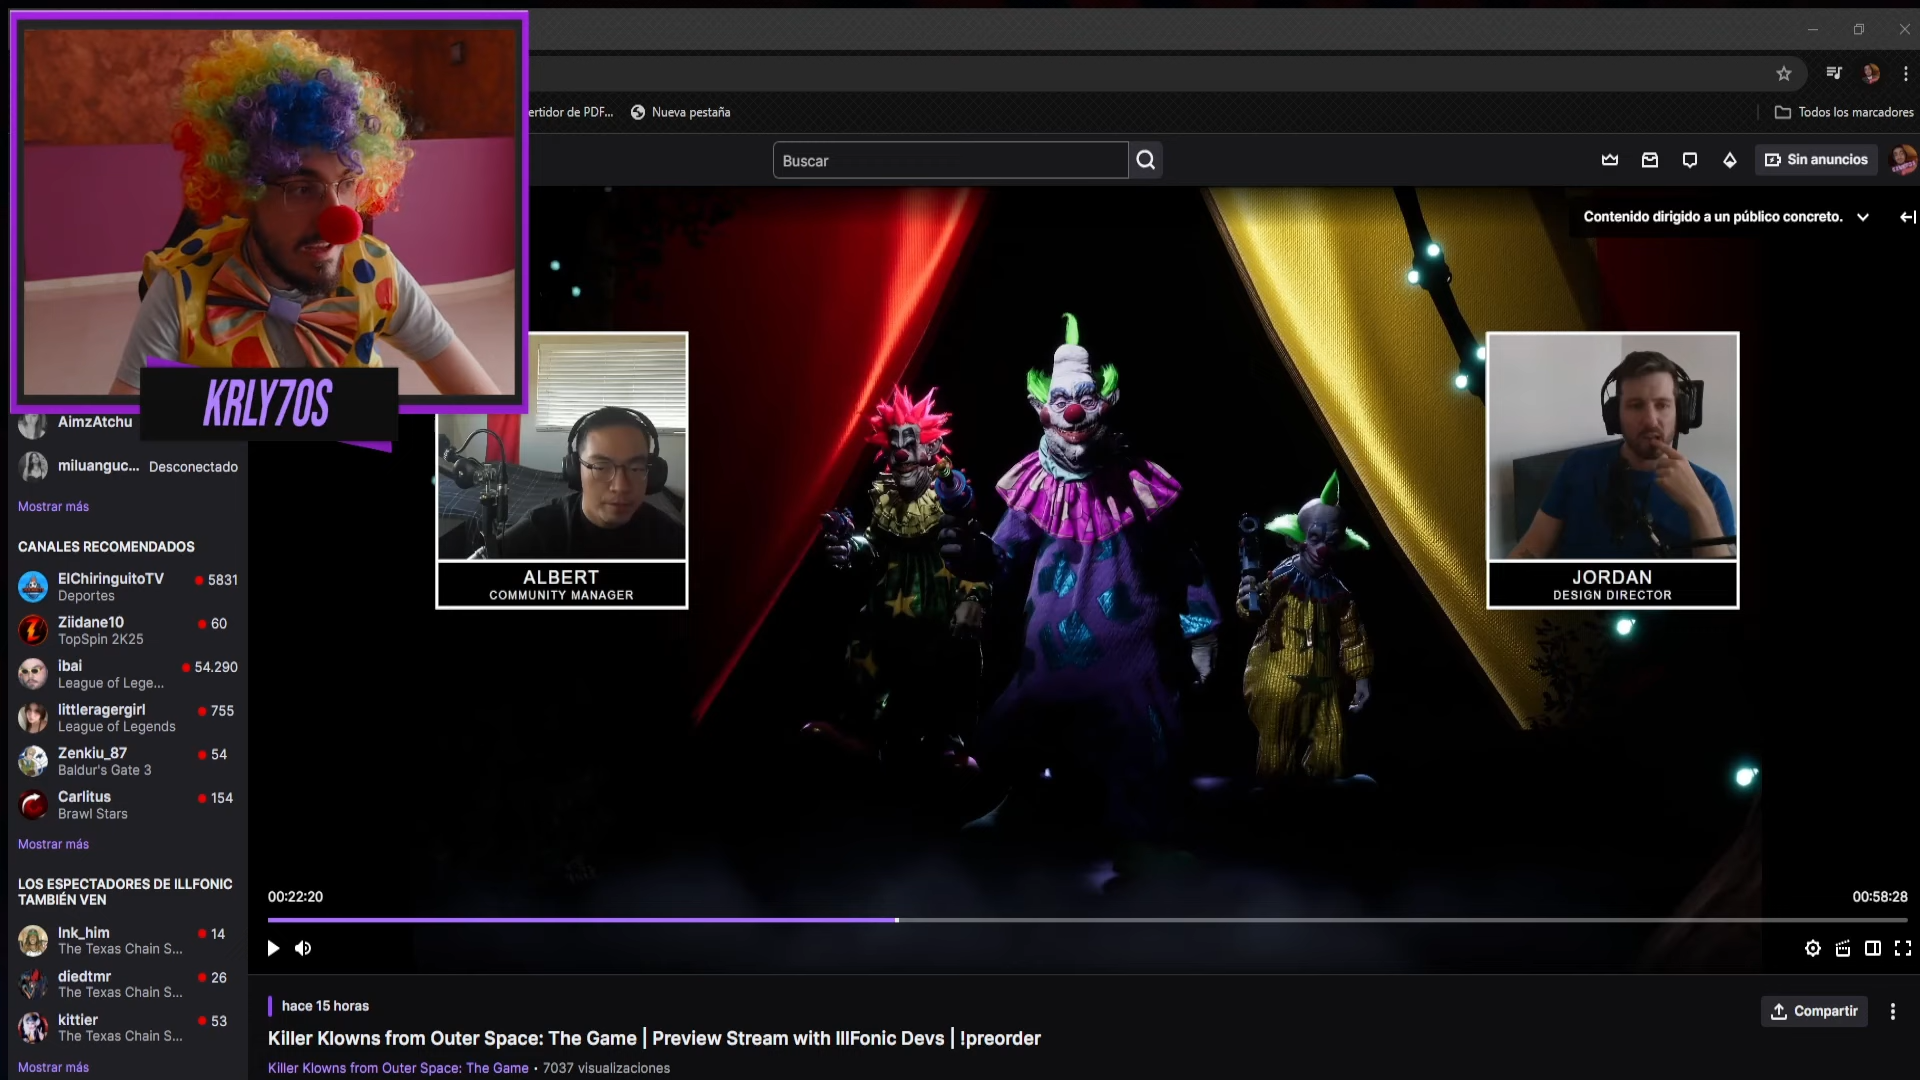 ertidor de PDF...
Nueva pestaña
Todos los marcadores
Buscar
Sin anuncios
Contenido dirigido a un público concreto.
KRLY70S
AimzAtchu
miluanguc... Desconectado
Mostrar más
CANALES RECOMENDADOS
ElChiringuitoTV 5831
Deportes
Ziidane10 60
TopSpin 2K25
ibai 54.290
League of Lege...
littleragergirl 755
League of Legends
Zenkiu_87 54
Baldur's Gate 3
Carlitus 154
Brawl Stars
Mostrar más
LOS ESPECTADORES DE ILLFONIC
TAMBIÉN VEN
Ink_him 14
The Texas Chain S...
diedtmr 26
The Texas Chain S...
kittier 53
The Texas Chain S...
Mostrar más
ALBERT
COMMUNITY MANAGER
JORDAN
DESIGN DIRECTOR
00:22:20
00:58:28
hace 15 horas
Compartir
Killer Klowns from Outer Space: The Game | Preview Stream with IllFonic Devs | !preorder
Killer Klowns from Outer Space: The Game • 7037 visualizaciones